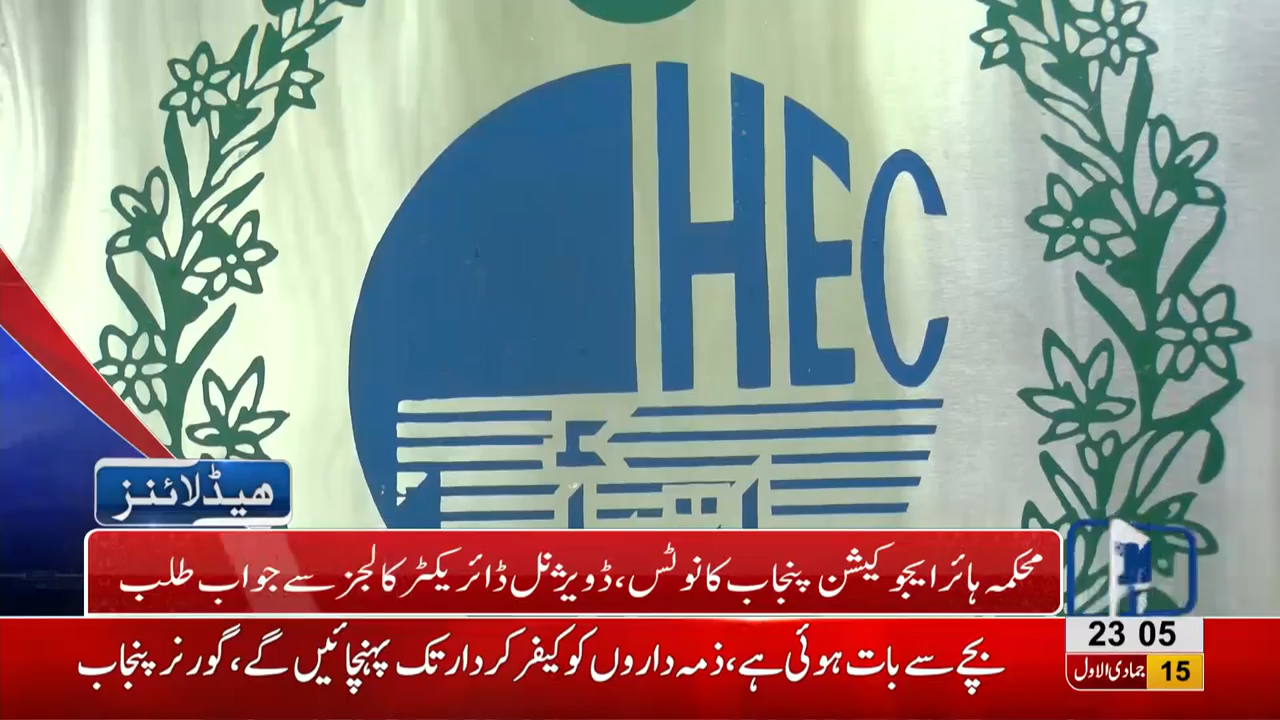 HEC
ھیڈلائنز
محکمہ ہائر ایجوکیشن پنجاب کا نوٹس، ڈویژنل ڈائریکٹر کالجز سے جواب طلب
بچے سے بات ہوئی ہے، ذمہ داروں کو کیفر کردار تک پہنچائیں گے، گورنر پنجاب
23 05
15 جمادی الاول